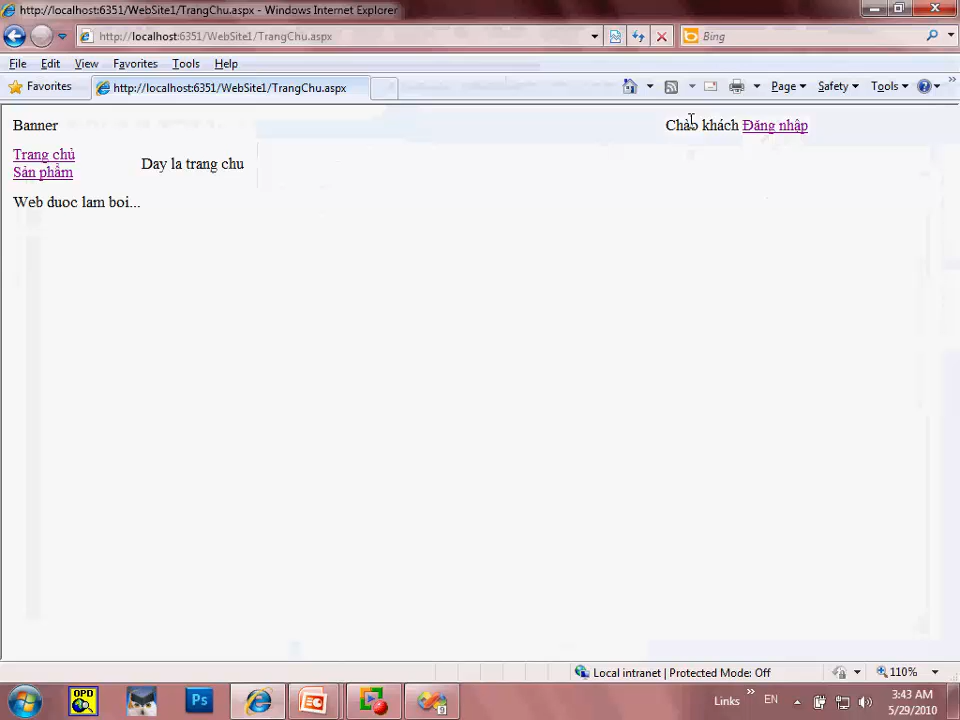 http://localhost:6351/WebSite1/TrangChu.aspx - Windows Internet Explorer
http://localhost:6351/WebSite1/TrangChu.aspx
Bing
File Edit View Favorites Tools Help
Favorites http://localhost:6351/WebSite1/TrangChu.aspx Page Safety Tools
Banner Chào khách Đăng nhập
Trang chủ
Sản phẩm
Day la trang chu
Web duoc lam boi...
Local intranet | Protected Mode: Off 110%
OPD Ps Links EN 3:43 AM
5/29/2010